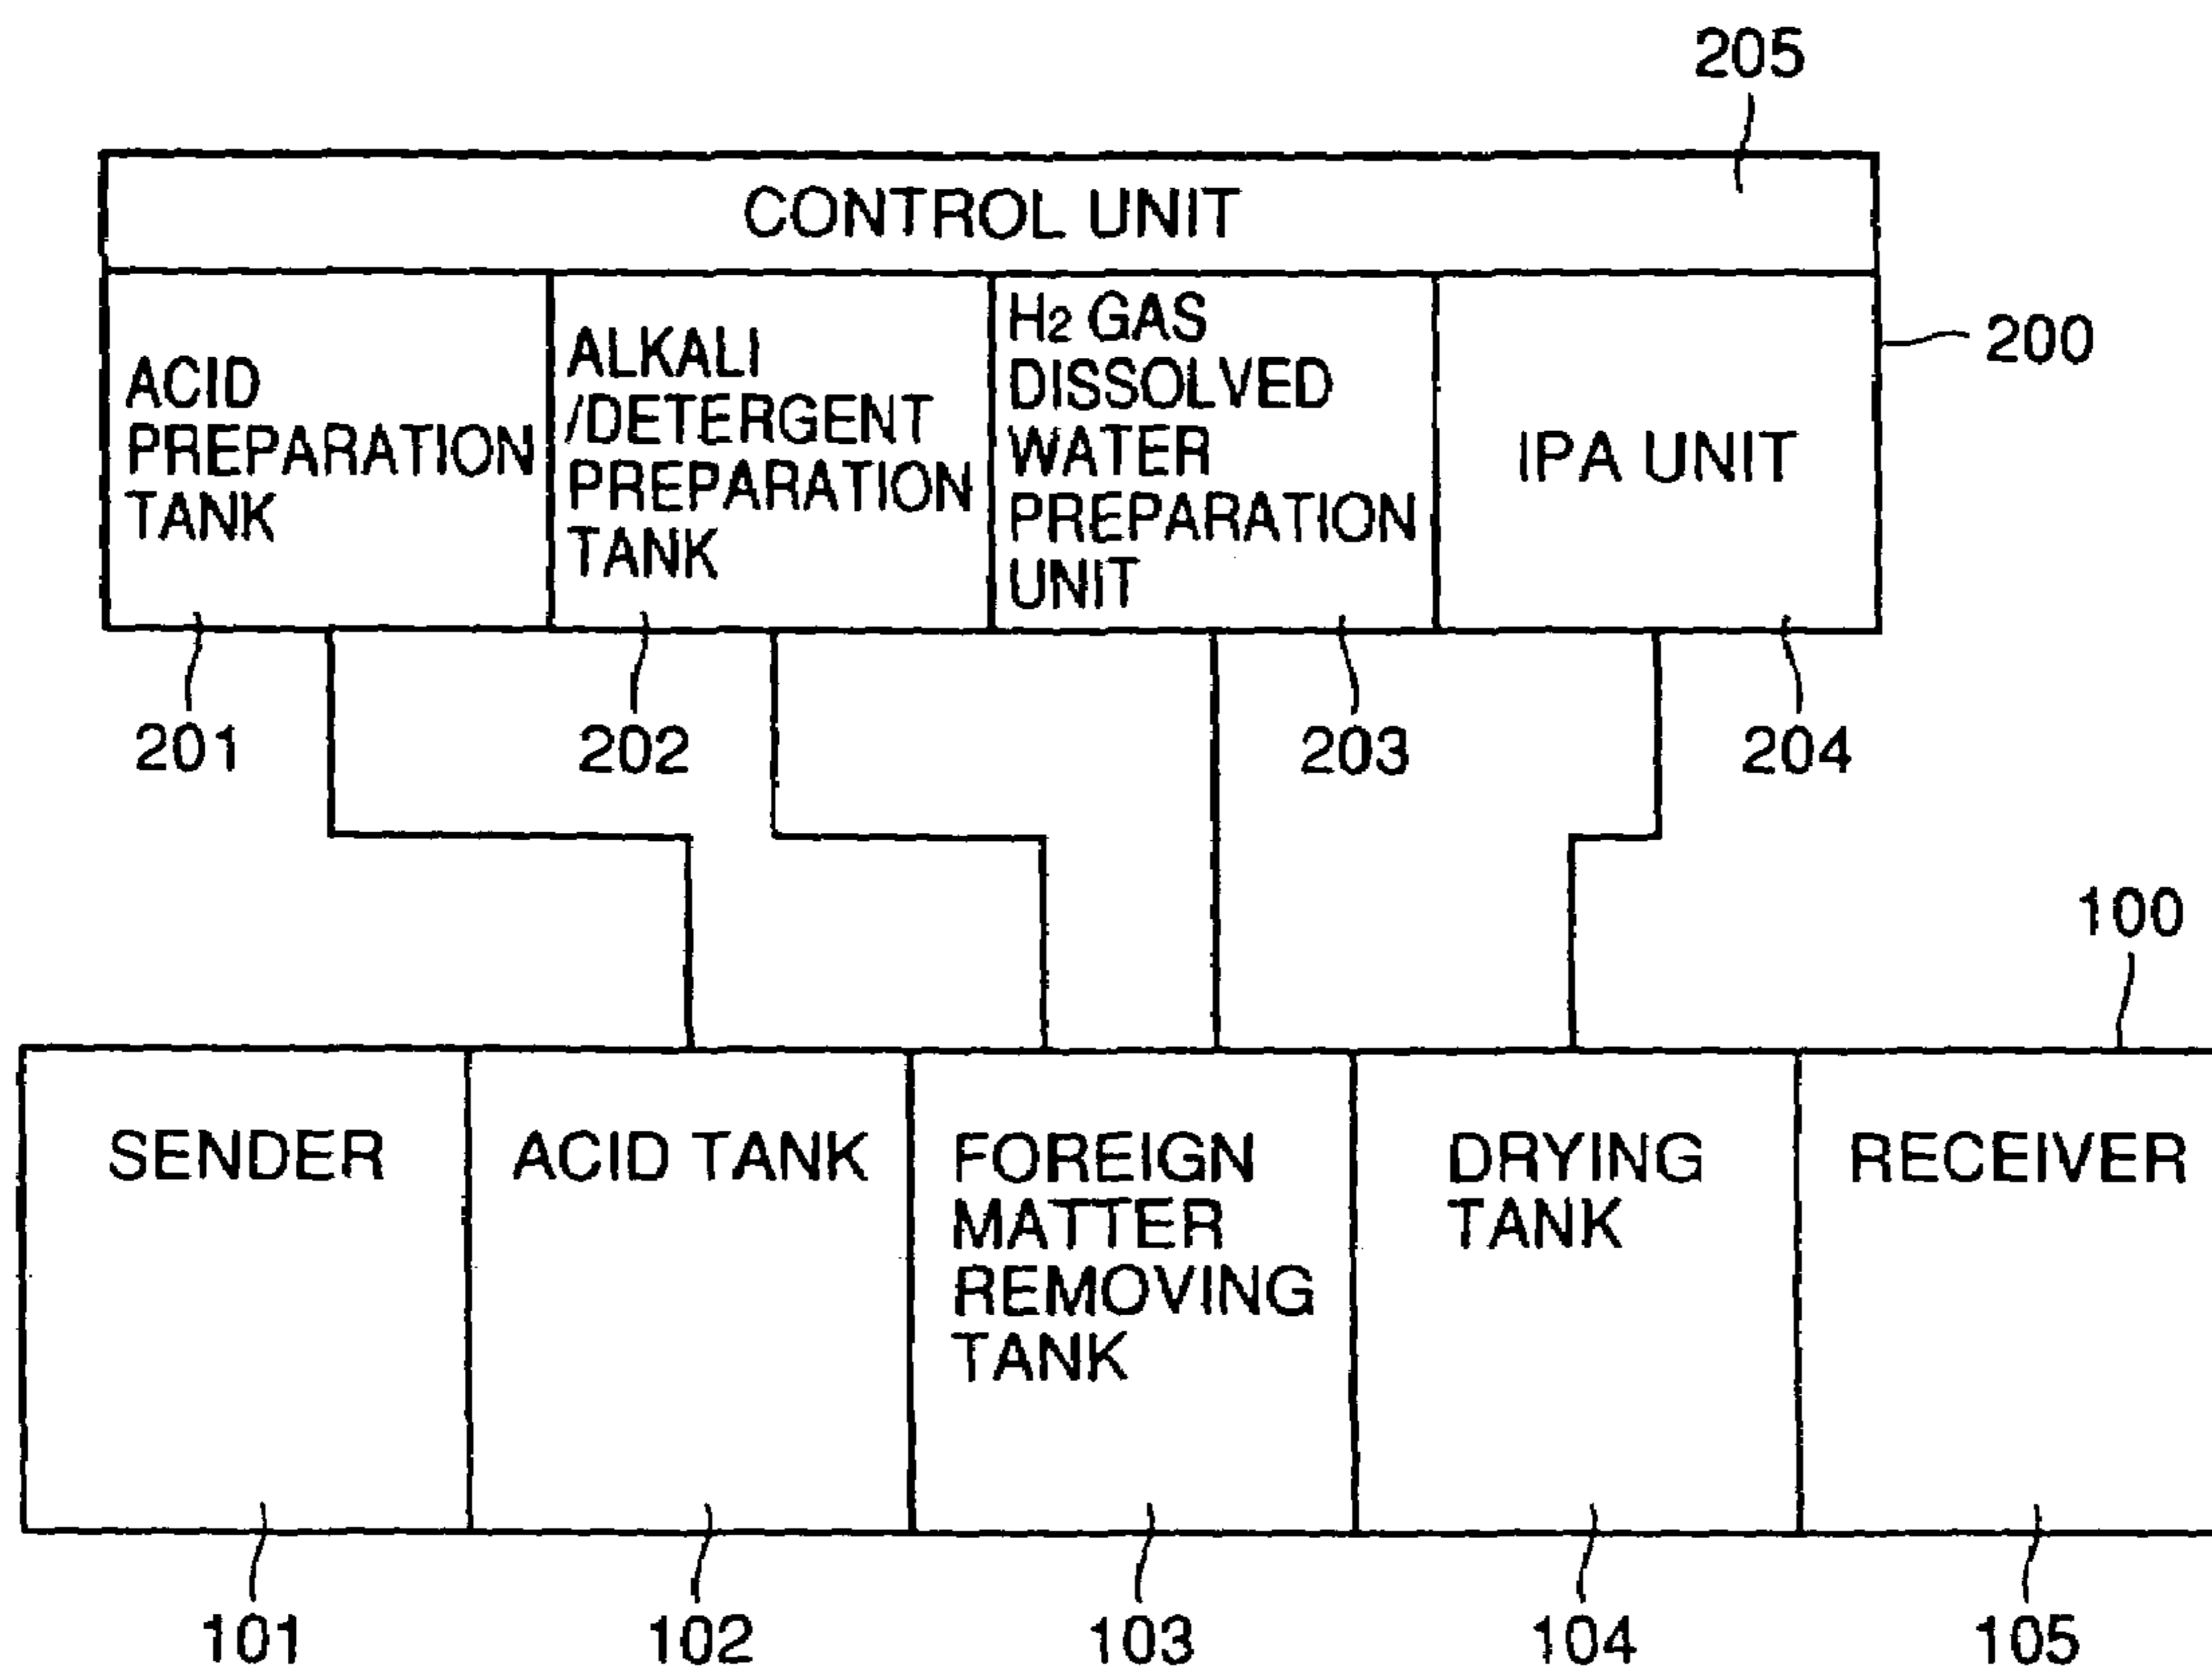 205
CONTROL UNIT
ACID
PREPARATION
TANK
ALKALI
/DETERGENT
PREPARATION
TANK
H2 GAS
DISSOLVED
WATER
PREPARATION
UNIT
IPA UNIT
200
201
202
203
204
100
SENDER
ACID TANK
FOREIGN
MATTER
REMOVING
TANK
DRYING
TANK
RECEIVER
101
102
103
104
105